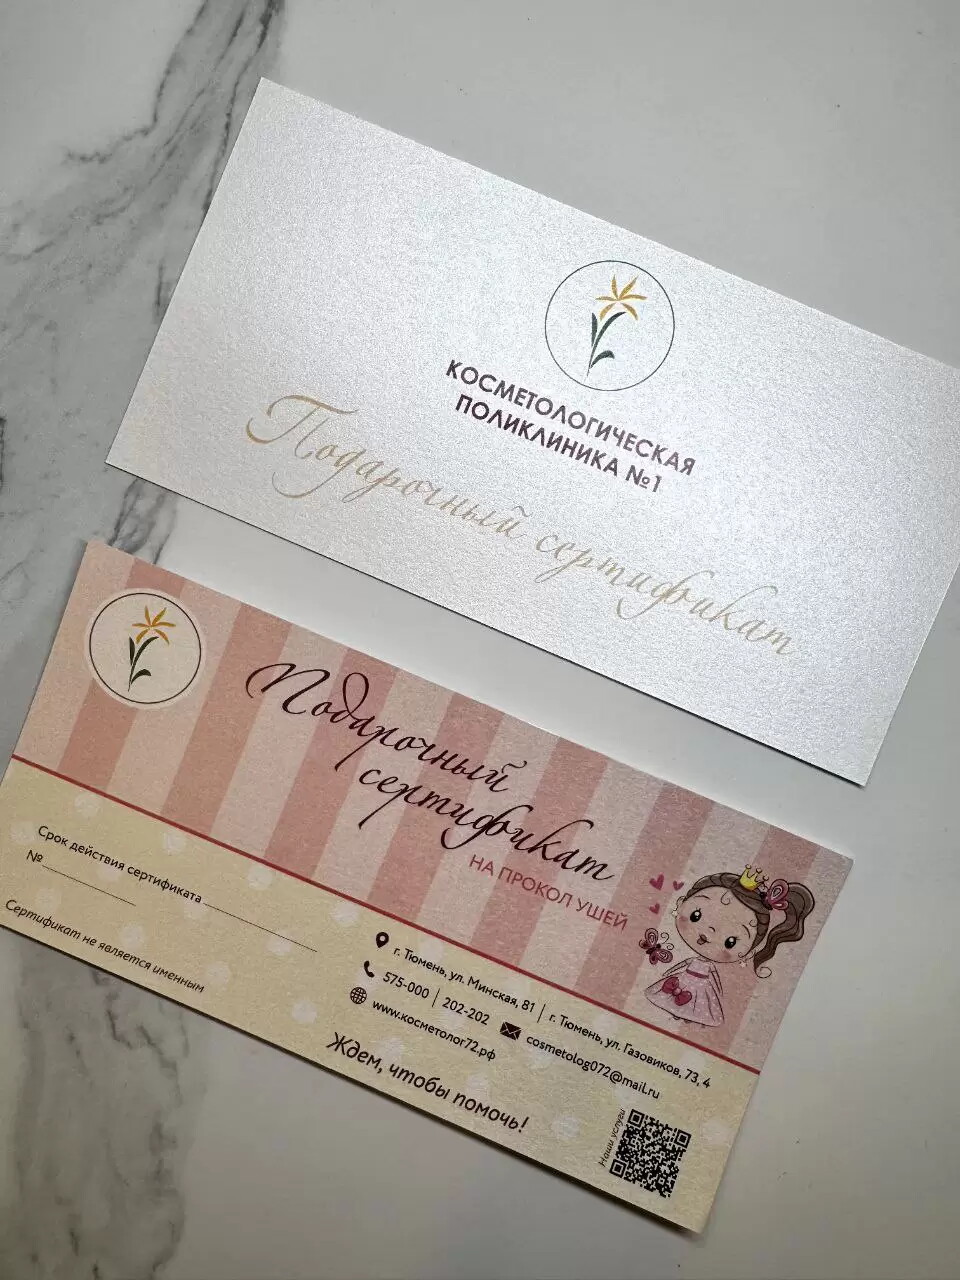 КОСМЕТОЛОГИЧЕСКАЯ
ПОЛИКЛИНИКА №1
Подарочный сертификат
Подарочный
сертификат
НА ПРОКОЛ УШЕЙ
Срок действия сертификата
№
Сертификат не является именным
г. Тюмень, ул. Минская, 81 | г. Тюмень, ул. Газовиков, 73, 4
575-000 | 202-202
cosmetolog072@mail.ru
www.косметолог72.рф
Ждем, чтобы помочь!
Наши услуги